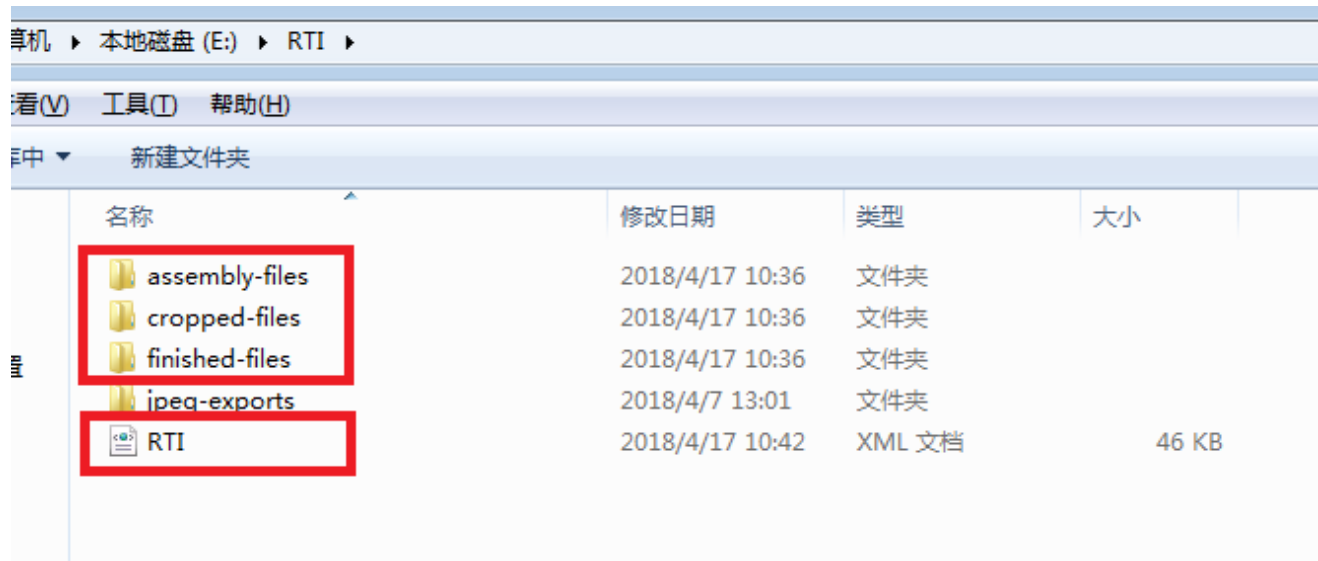 算机 ▸ 本地磁盘 (E:) ▸ RTI ▸
查看(V) 工具(T) 帮助(H)
库中 ▼ 新建文件夹
名称 修改日期 类型 大小
assembly-files 2018/4/17 10:36 文件夹
cropped-files 2018/4/17 10:36 文件夹
finished-files 2018/4/17 10:36 文件夹
置
jpeg-exports 2018/4/7 13:01 文件夹
RTI 2018/4/17 10:42 XML 文档 46 KB